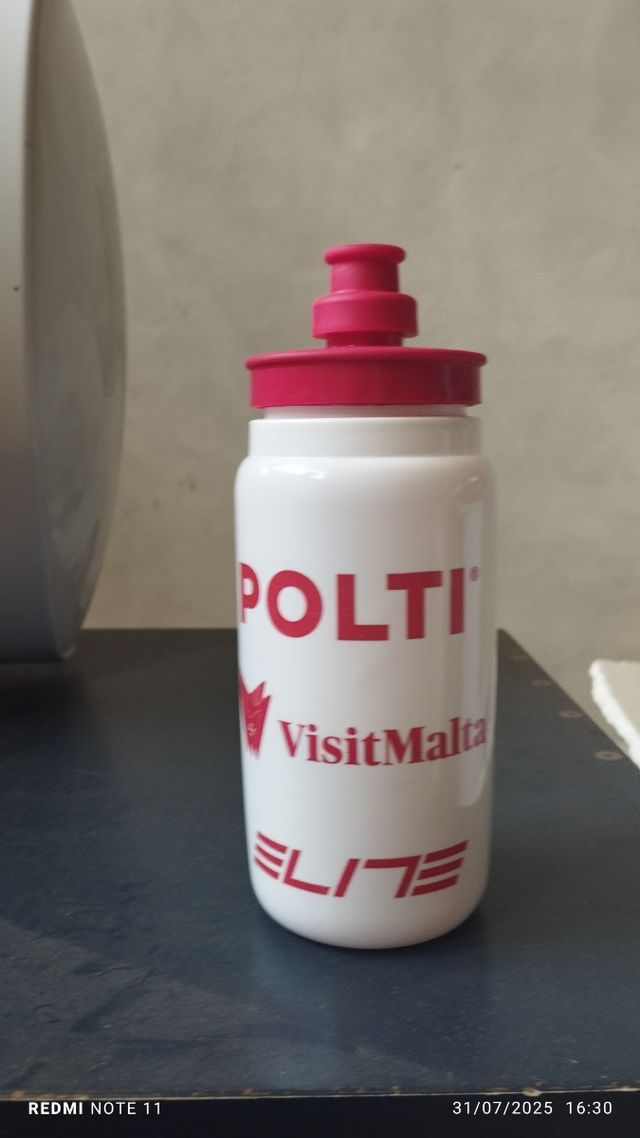 POLTI®
VisitMalta
ELITE
REDMI NOTE 11
31/07/2025 16:30